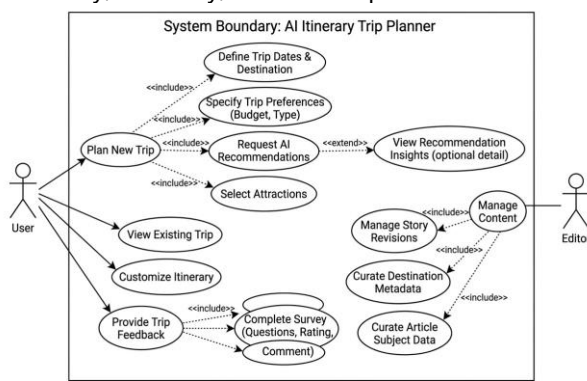 System Boundary: AI Itinerary Trip Planner
Define Trip Dates &
Destination
<<include>>
Specify Trip Preferences
(Budget, Type)
<<include>>
Plan New Trip
<<include>>
Request AI
Recommendations
<<extend>>
View Recommendation
Insights (optional detail)
<<include>>
Select Attractions
User
Manage
Content
Edito
<<include>>
Manage Story
Revisions
View Existing Trip
<<include>>
Customize Itinerary
Curate Destination
Metadata
<<include>>
<<include>>
Provide Trip
Feedback
Complete Survey
(Questions, Rating,
Comment)
Curate Article
Subject Data